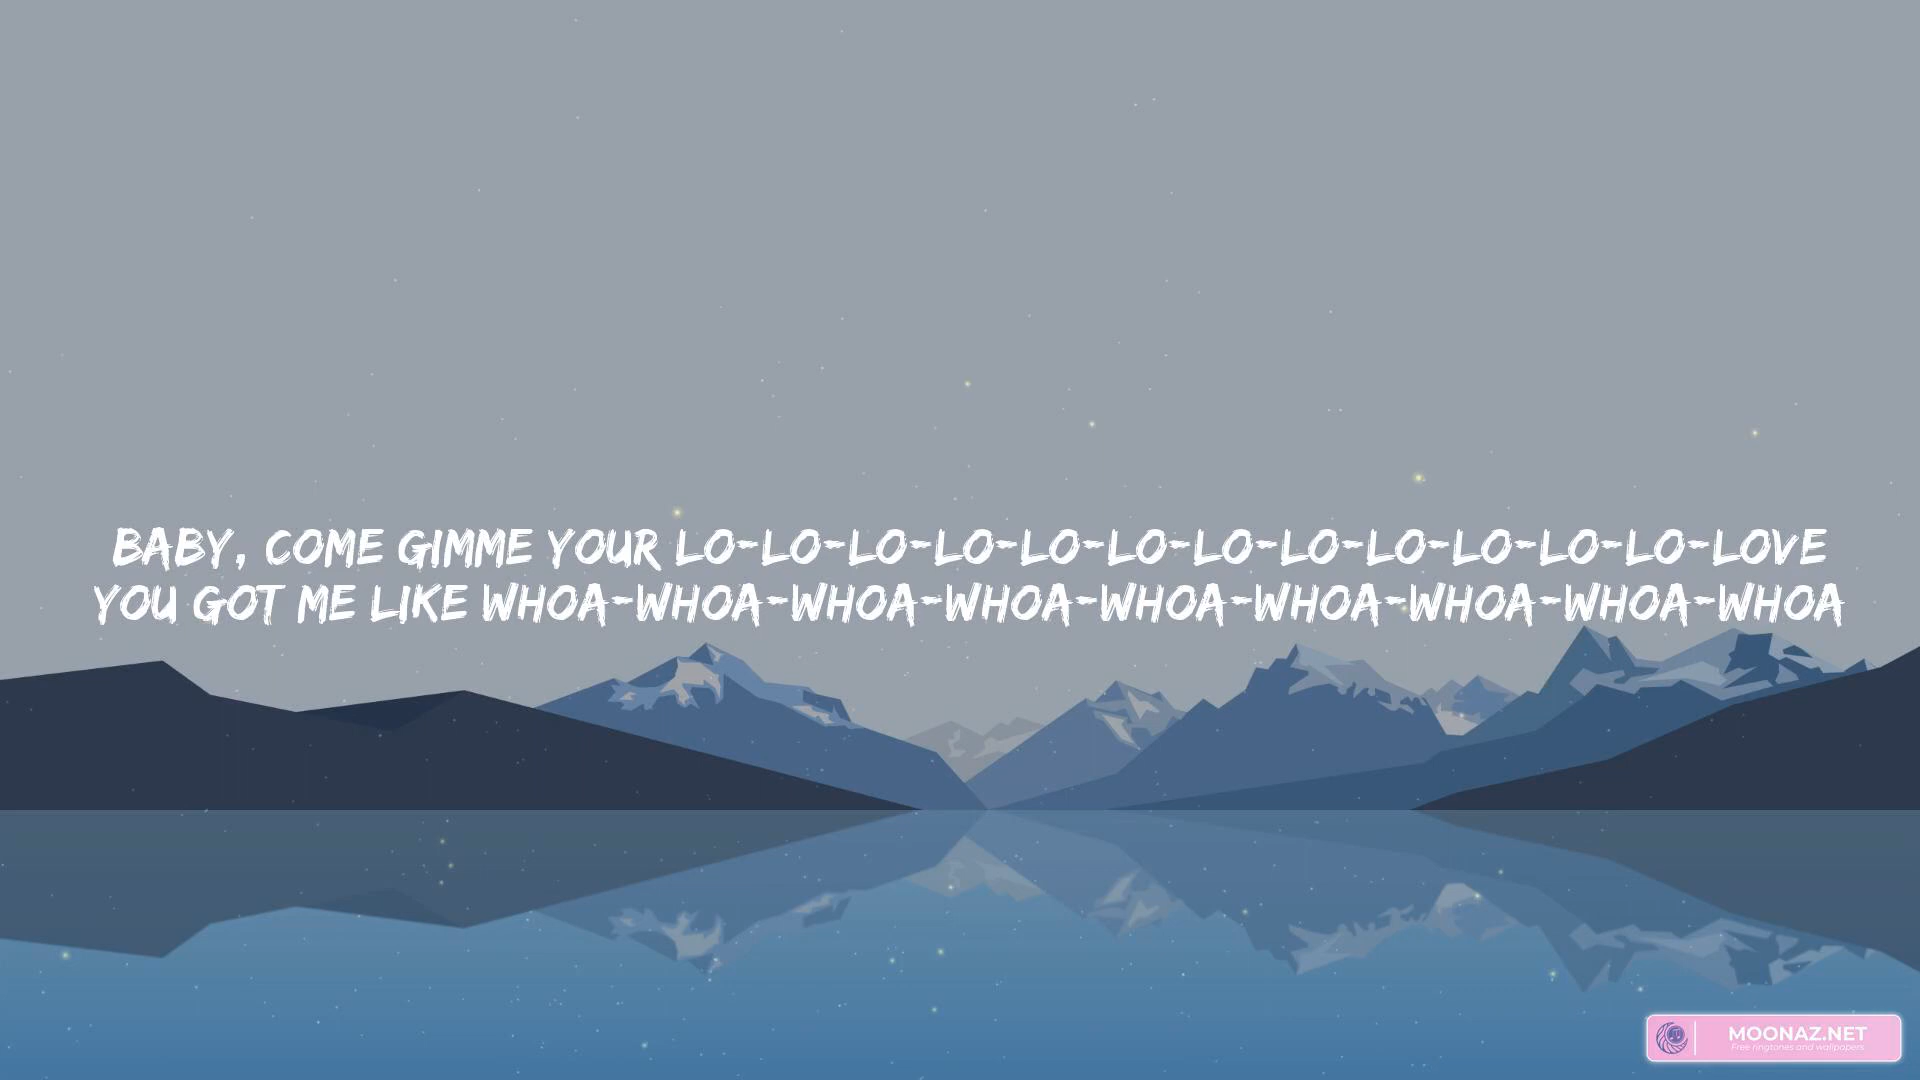 BABY, COME GIMME YOUR LO-LO-LO-LO-LO-LO-LO-LO-LO-LO-LO-LO-LOVE
YOU GOT ME LIKE WHOA-WHOA-WHOA-WHOA-WHOA-WHOA-WHOA-WHOA-WHOA
MOONAZ.NET
Free ringtones and wallpapers